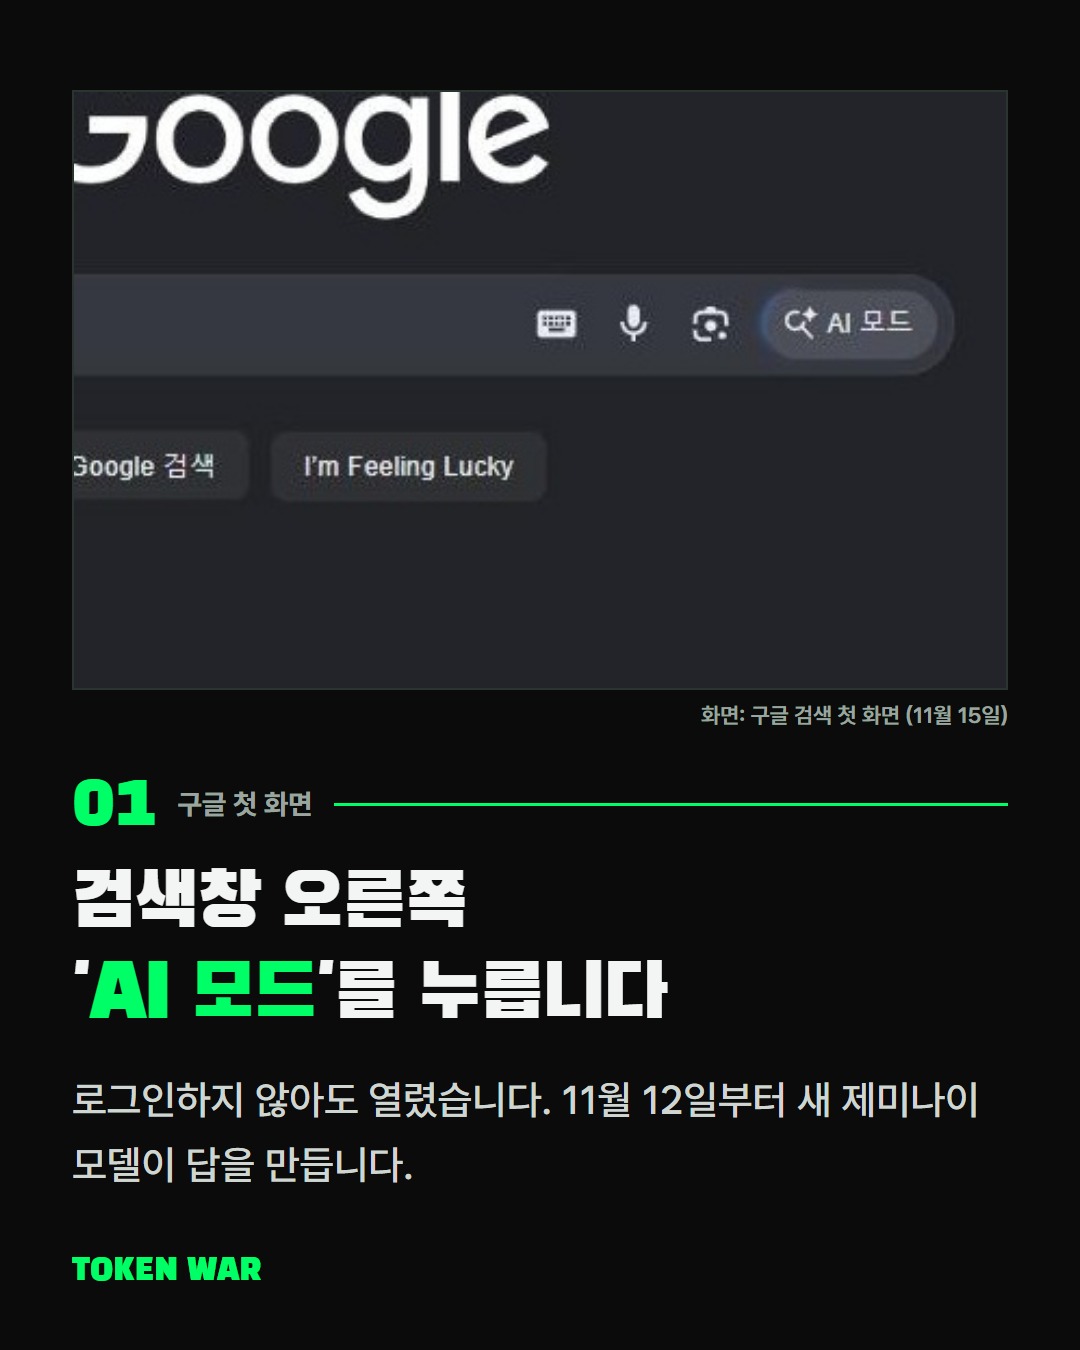 Google
AI 모드
Google 검색
I'm Feeling Lucky
화면: 구글 검색 첫 화면 (11월 15일)
01 구글 첫 화면
검색창 오른쪽
'AI 모드'를 누릅니다
로그인하지 않아도 열렸습니다. 11월 12일부터 새 제미나이
모델이 답을 만듭니다.
TOKEN WAR